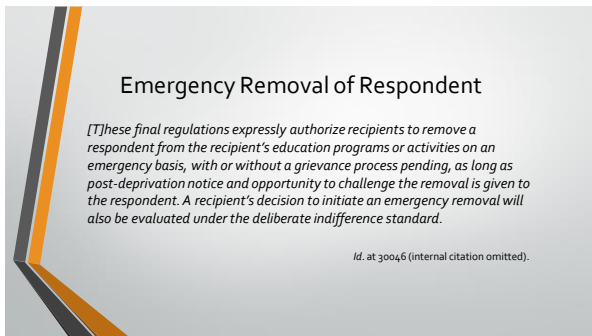 Emergency Removal of Respondent
[T]hese final regulations expressly authorize recipients to remove a
respondent from the recipient's education programs or activities on an
emergency basis, with or without a grievance process pending, as long as
post-deprivation notice and opportunity to challenge the removal is given to
the respondent. A recipient's decision to initiate an emergency removal will
also be evaluated under the deliberate indifference standard.
Id. at 30046 (internal citation omitted).